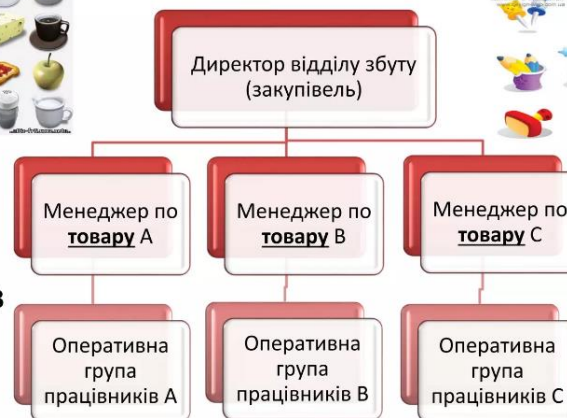 Директор відділу збуту
(закупівель)
Менеджер по
товару А
Менеджер по
товару В
Менеджер по
товару С
в
Оперативна
група
працівників А
Оперативна
група
працівників В
Оперативна
група
працівників С